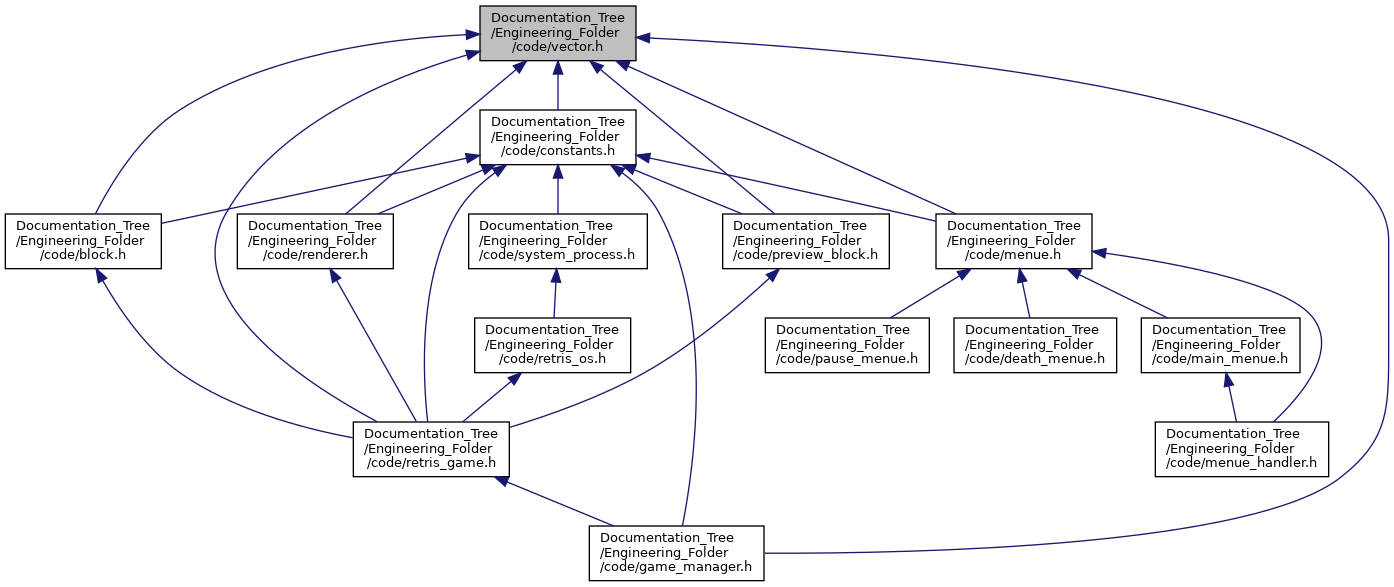 Documentation_Tree
/Engineering_Folder
/code/vector.h
Documentation_Tree
/Engineering_Folder
/code/constants.h
Documentation_Tree
/Engineering_Folder
/code/block.h
Documentation_Tree
/Engineering_Folder
/code/renderer.h
Documentation_Tree
/Engineering_Folder
/code/system_process.h
Documentation_Tree
/Engineering_Folder
/code/preview_block.h
Documentation_Tree
/Engineering_Folder
/code/menue.h
Documentation_Tree
/Engineering_Folder
/code/retris_os.h
Documentation_Tree
/Engineering_Folder
/code/pause_menue.h
Documentation_Tree
/Engineering_Folder
/code/death_menue.h
Documentation_Tree
/Engineering_Folder
/code/main_menue.h
Documentation_Tree
/Engineering_Folder
/code/retris_game.h
Documentation_Tree
/Engineering_Folder
/code/menue_handler.h
Documentation_Tree
/Engineering_Folder
/code/game_manager.h